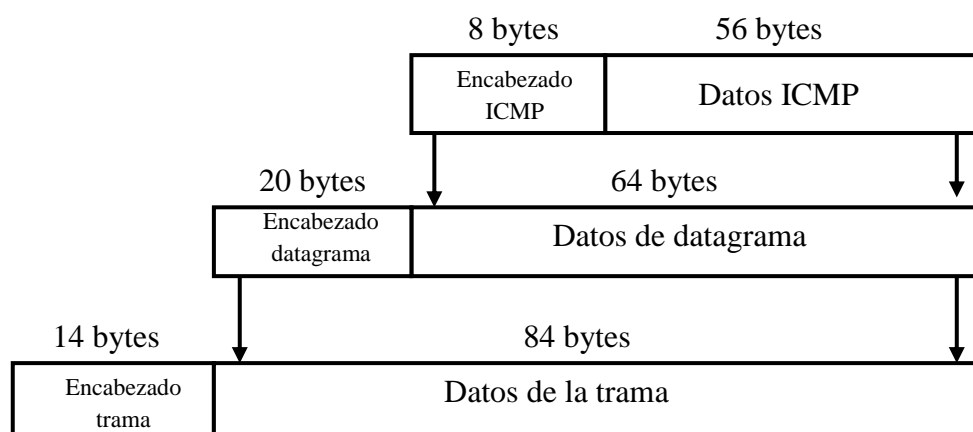 8 bytes
56 bytes
Encabezado
ICMP
Datos ICMP
20 bytes
64 bytes
Encabezado
datagrama
Datos de datagrama
14 bytes
84 bytes
Encabezado
trama
Datos de la trama